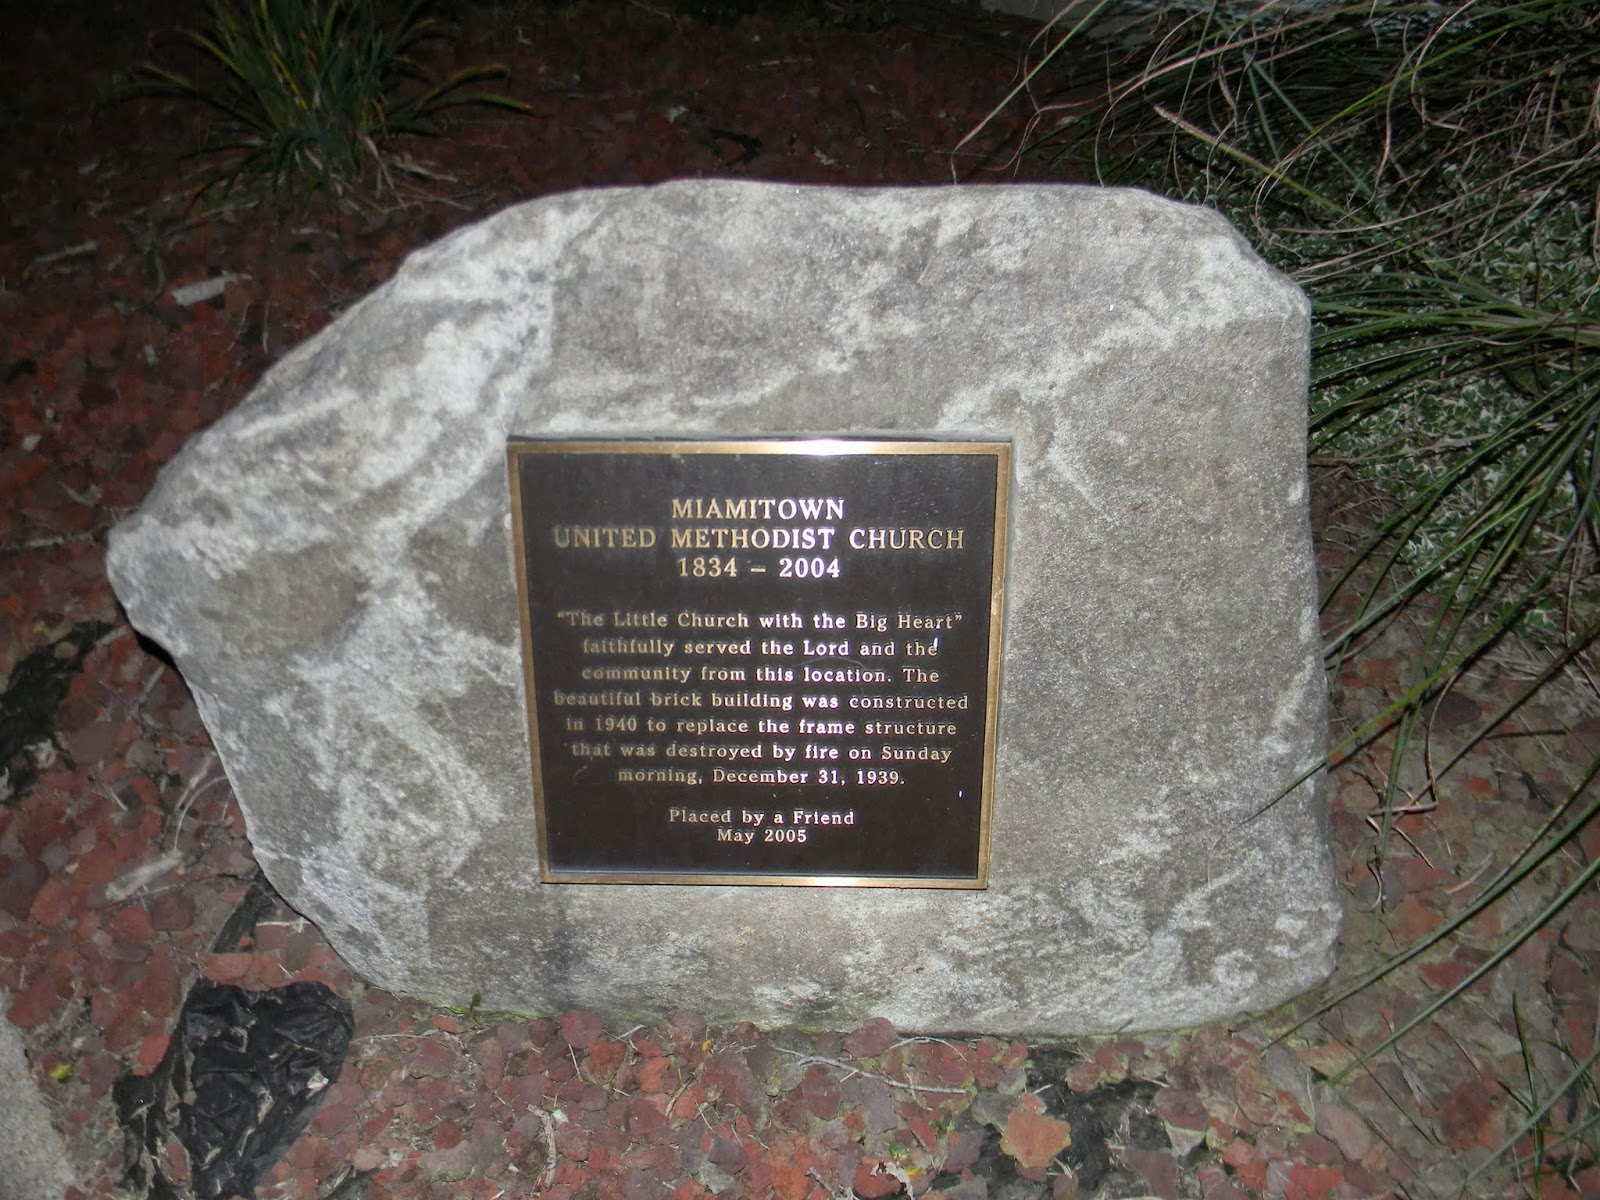 MIAMITOWN
UNITED METHODIST CHURCH
1834 – 2004
"The Little Church with the Big Heart"
faithfully served the Lord and the
community from this location. The
beautiful brick building was constructed
in 1940 to replace the frame structure
that was destroyed by fire on Sunday
morning, December 31, 1939.
Placed by a Friend
May 2005